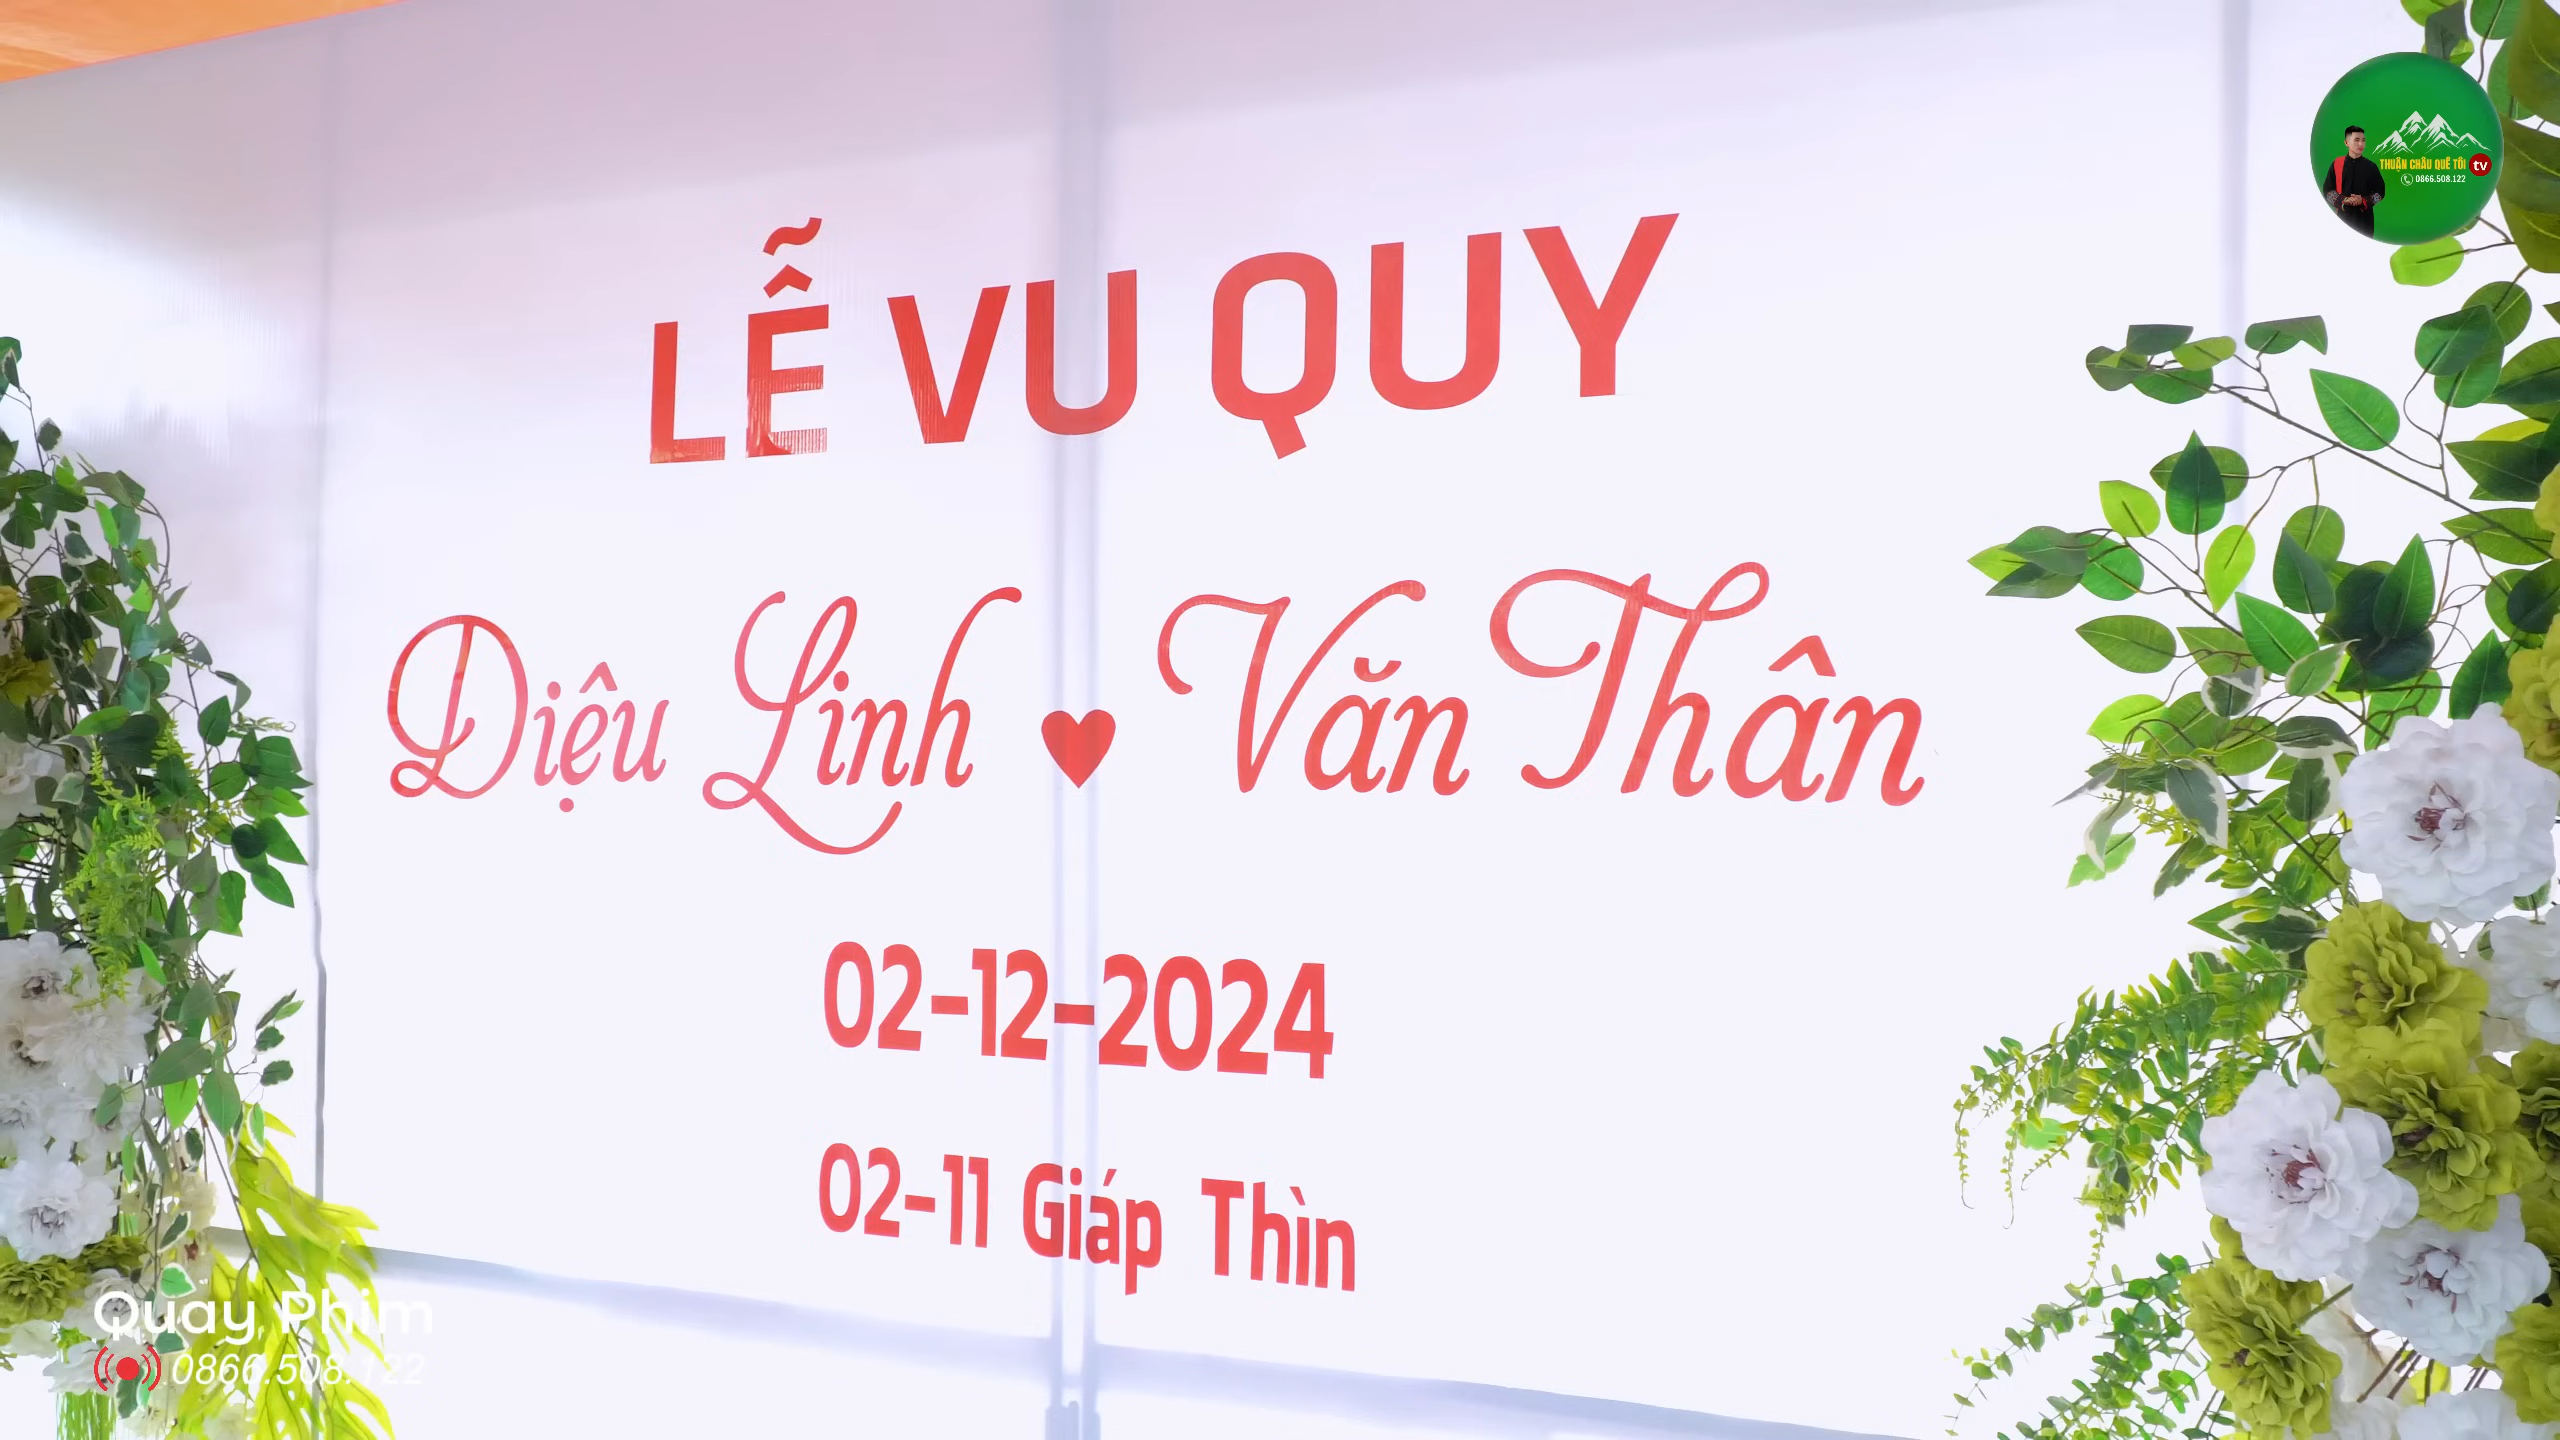 THUẬN CHÂU QUÊ TÔI tv
0866.508.122
LỄ VU QUY
Diệu Linh ♥ Văn Thân
02-12-2024
02-11 Giáp Thìn
Quay Phim
0866.508.122